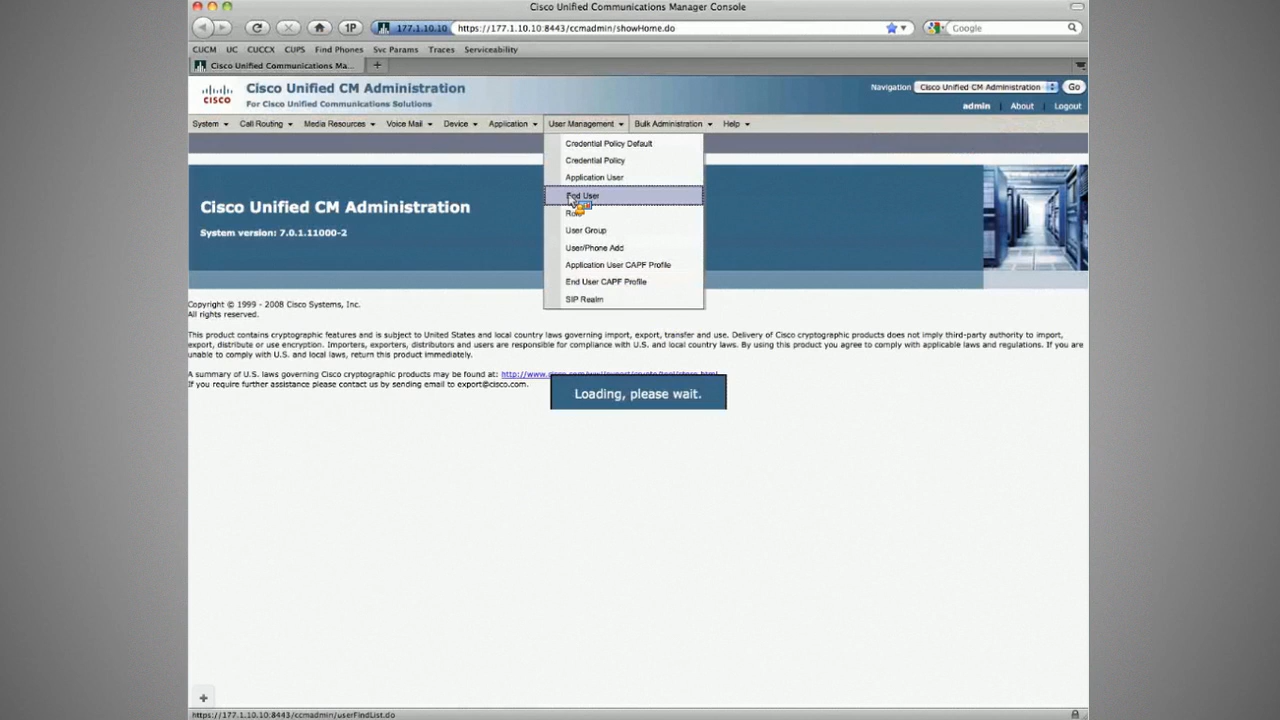 Cisco Unified Communications Manager Console
1P
177.1.10.10
https://177.1.10.10:8443/ccmadmin/showHome.do
Google
CUCM UC CUCCX CUPS Find Phones Svc Params Traces Serviceability
Cisco Unified Communications Ma...
CISCO
Cisco Unified CM Administration
For Cisco Unified Communications Solutions
Navigation Cisco Unified CM Administration Go
admin | About | Logout
System Call Routing Media Resources Voice Mail Device Application User Management Bulk Administration Help
Credential Policy Default
Credential Policy
Application User
End User
User Group
User/Phone Add
Application User CAPF Profile
End User CAPF Profile
SIP Realm
Cisco Unified CM Administration
System version: 7.0.1.11000-2
Copyright © 1999 - 2008 Cisco Systems, Inc.
All rights reserved.
This product contains cryptographic features and is subject to United States and local country laws governing import, export, transfer and use. Delivery of Cisco cryptographic products does not imply third-party authority to import,
export, distribute or use encryption. Importers, exporters, distributors and users are responsible for compliance with U.S. and local country laws. By using this product you agree to comply with applicable laws and regulations. If you are
unable to comply with U.S. and local laws, return this product immediately.
A summary of U.S. laws governing Cisco cryptographic products may be found at: http://www.
If you require further assistance please contact us by sending email to export@cisco.com.
Loading, please wait.
https://177.1.10.10:8443/ccmadmin/userFindList.do